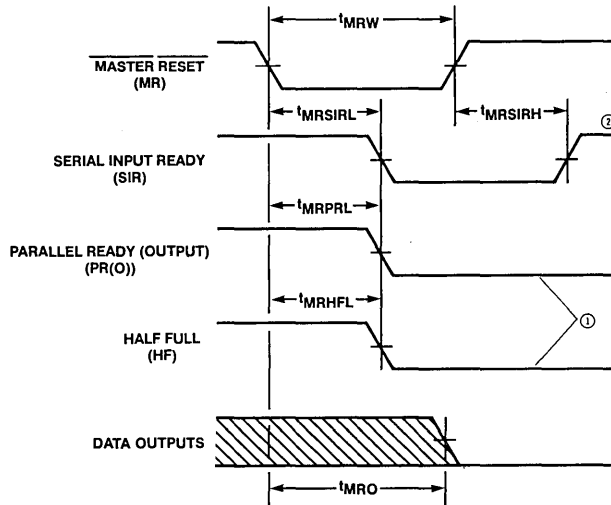 tMRW
MASTER RESET
(MR)
tMRSIRL
tMRSIRH
②
SERIAL INPUT READY
(SIR)
tMRPRL
PARALLEL READY (OUTPUT)
(PR(O))
tMRHFL
①
HALF FULL
(HF)
DATA OUTPUTS
tMRO